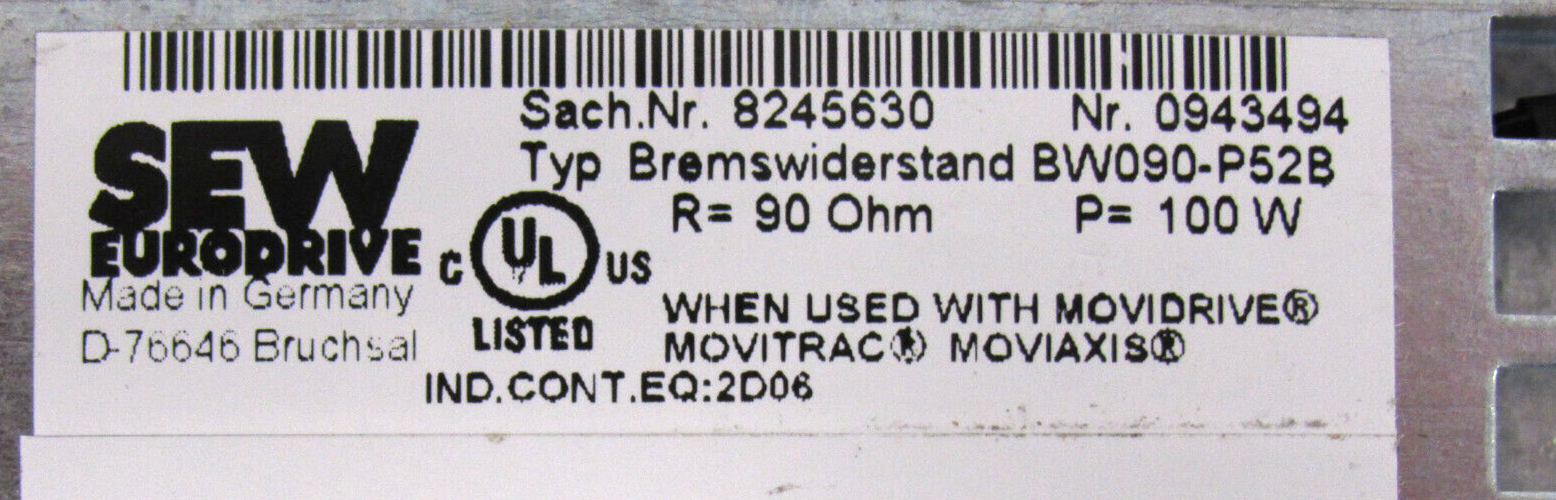 Sach.Nr. 8245630 Nr. 0943494
Typ Bremswiderstand BW090-P52B
R= 90 Ohm P= 100 W
SEW
EURODRIVE
Made in Germany
D-76646 Bruchsal
C UL US
LISTED
WHEN USED WITH MOVIDRIVE®
MOVITRAC® MOVIAXIS®
IND.CONT.EQ:2D06